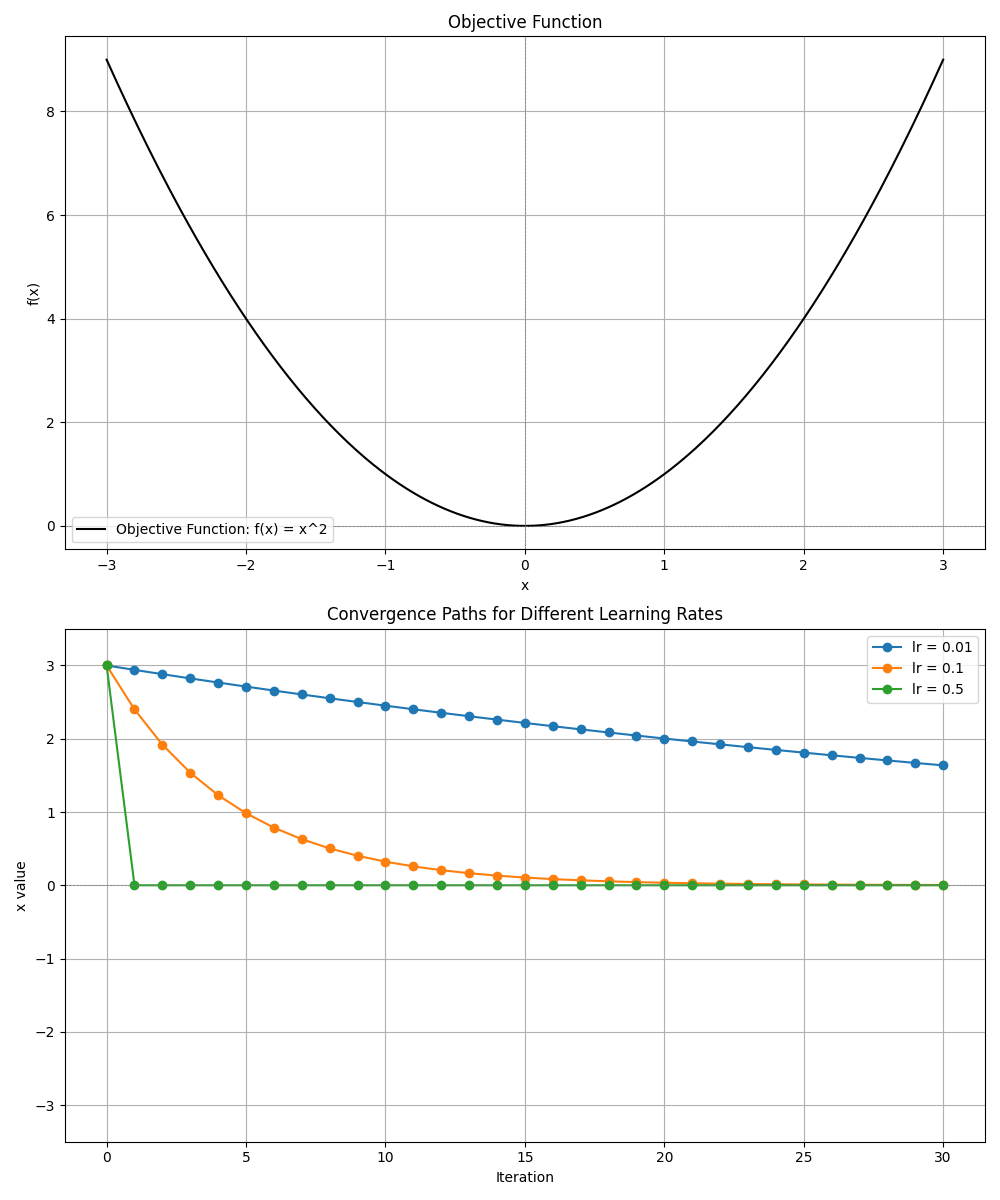 Objective Function
8
6
4
2
0
f(x)
Objective Function: f(x) = x^2
−3 −2 −1 0 1 2 3
x
Convergence Paths for Different Learning Rates
3
2
1
0
−1
−2
−3
x value
lr = 0.01
lr = 0.1
lr = 0.5
0 5 10 15 20 25 30
Iteration